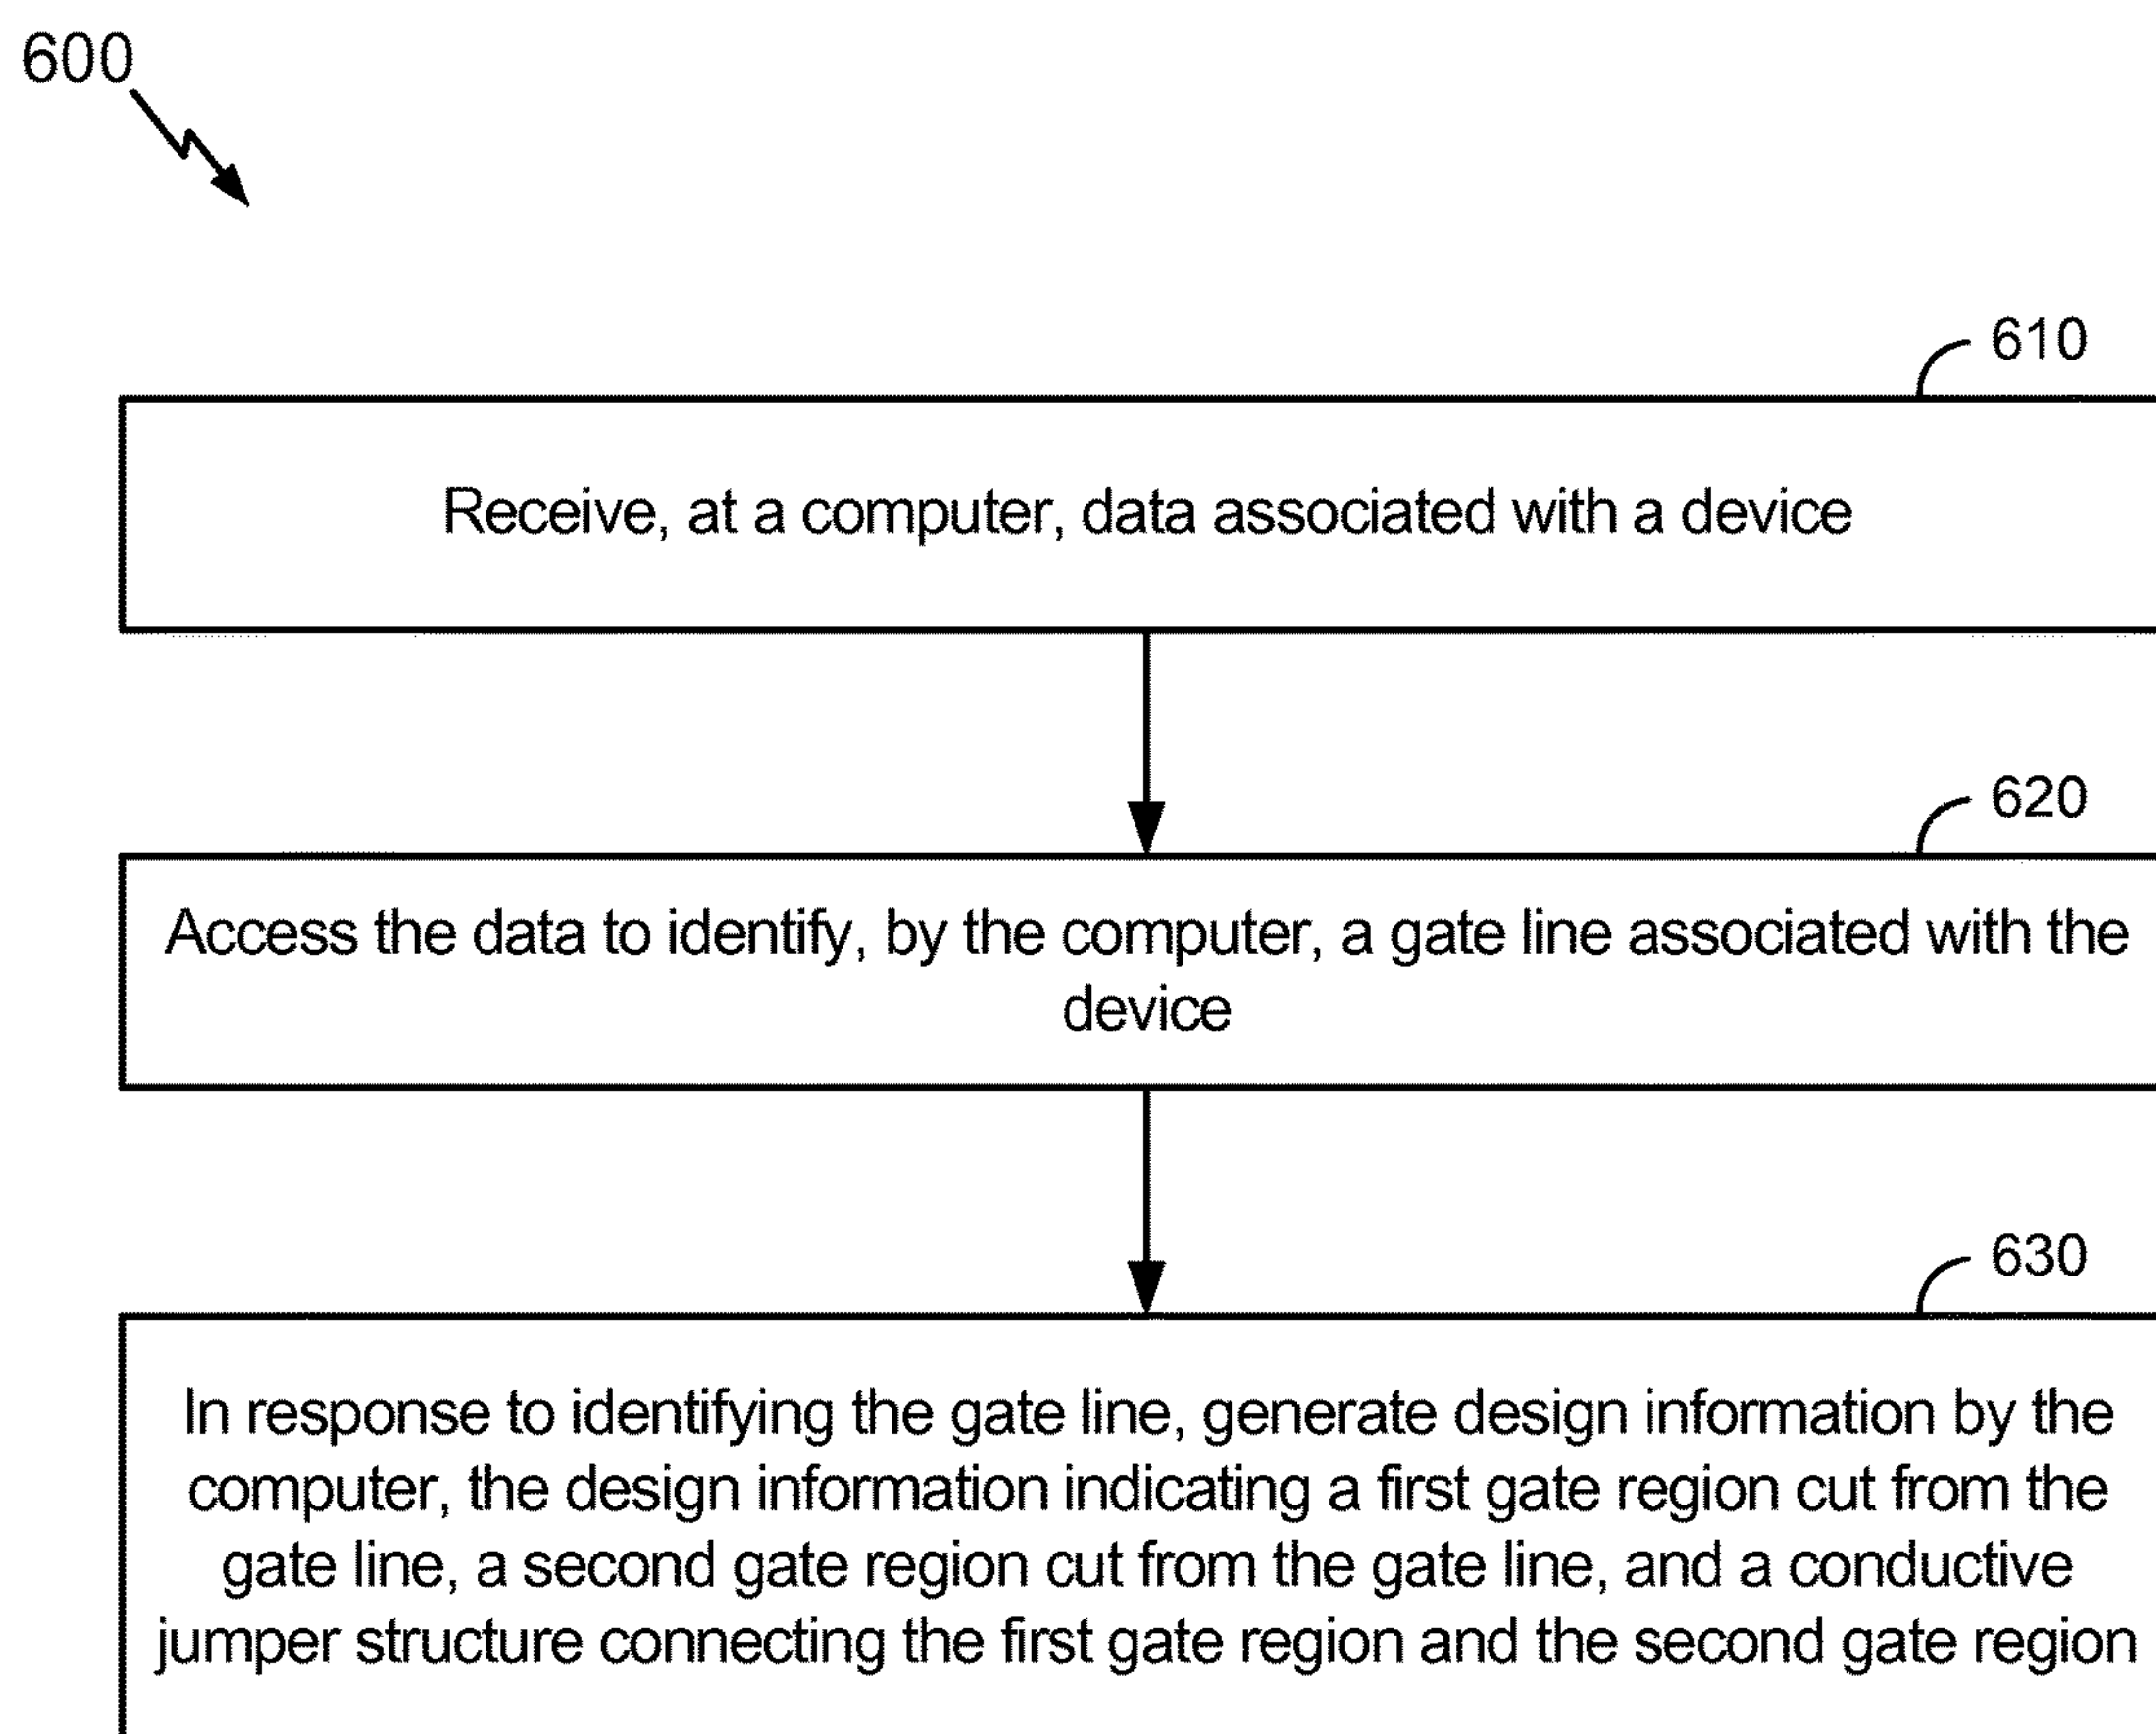 600
610
Receive, at a computer, data associated with a device
620
Access the data to identify, by the computer, a gate line associated with the
device
630
In response to identifying the gate line, generate design information by the
computer, the design information indicating a first gate region cut from the
gate line, a second gate region cut from the gate line, and a conductive
jumper structure connecting the first gate region and the second gate region